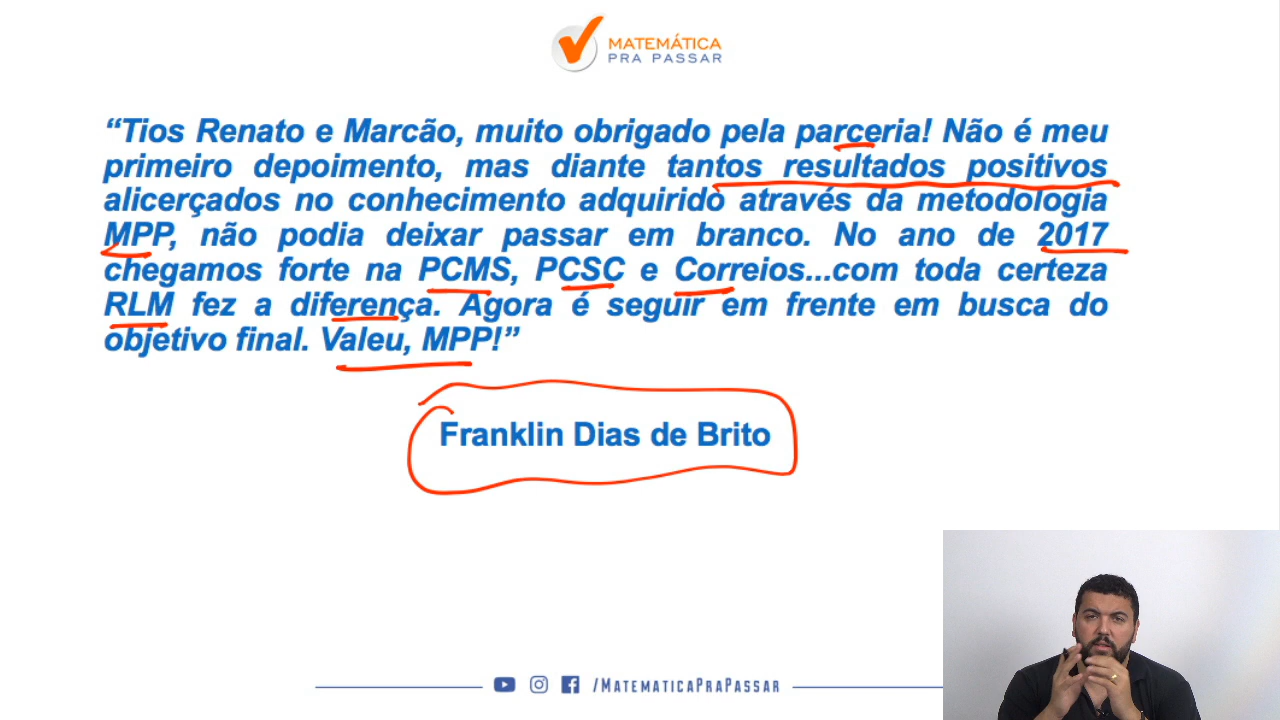 MATEMÁTICA
PRA PASSAR
“Tios Renato e Marcão, muito obrigado pela parceria! Não é meu
primeiro depoimento, mas diante tantos resultados positivos
alicerçados no conhecimento adquirido através da metodologia
MPP, não podia deixar passar em branco. No ano de 2017
chegamos forte na PCMS, PCSC e Correios...com toda certeza
RLM fez a diferença. Agora é seguir em frente em busca do
objetivo final. Valeu, MPP!”
Franklin Dias de Brito
/MATEMATICAPRAPASSAR